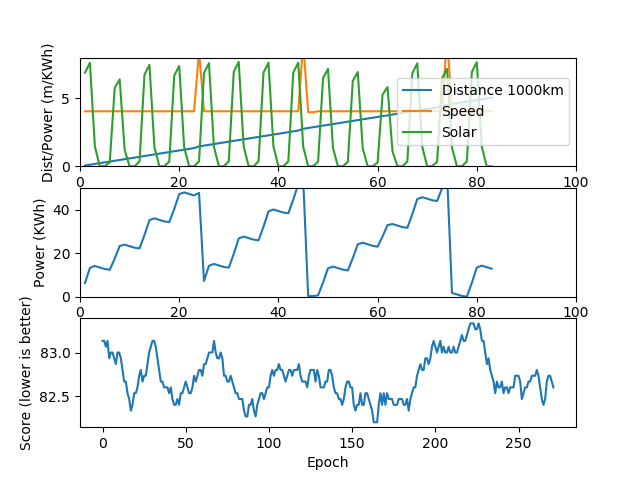 Dist/Power (m/KWh)
5
0
Distance 1000km
Speed
Solar
0 20 40 60 80 100
Power (KWh)
40
20
0
0 20 40 60 80 100
Score (lower is better)
83.0
82.5
0 50 100 150 200 250
Epoch